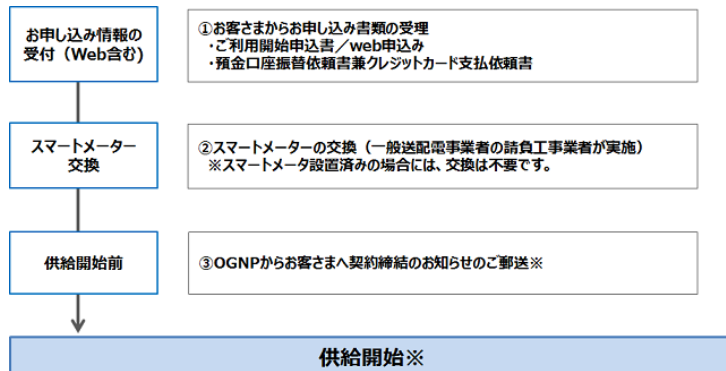 お申し込み情報の
受付（Web含む）
①お客さまからお申し込み書類の受理
・ご利用開始申込書／web申込み
・預金口座振替依頼書兼クレジットカード支払依頼書
スマートメーター
交換
②スマートメーターの交換（一般送配電事業者の請負工事業者が実施）
※スマートメータ設置済みの場合には、交換は不要です。
供給開始前
③OGNPからお客さまへ契約締結のお知らせのご郵送※
供給開始※